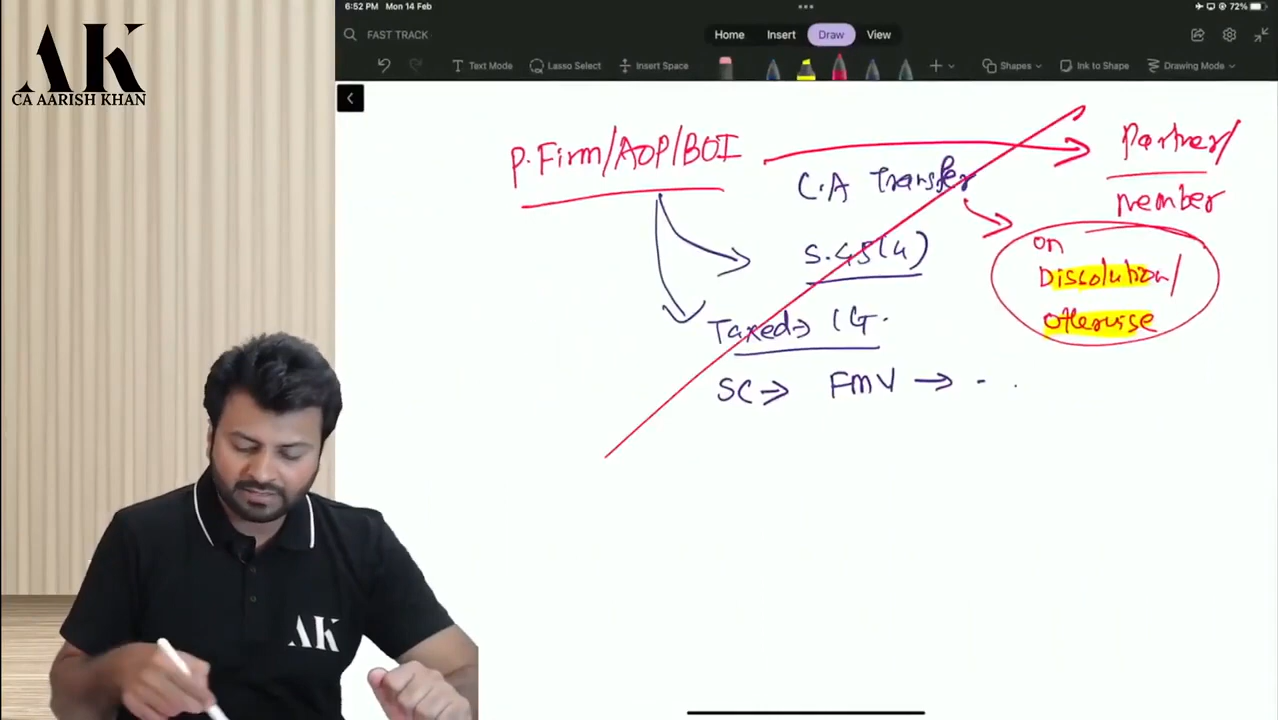 6:52 PM Mon 14 Feb
72%
AK
CA AARISH KHAN
FAST TRACK
Home Insert Draw View
Text Mode Lasso Select Insert Space Shapes Ink to Shape Drawing Mode
P.Firm/AOP/BOI
Partner/
member
C.A Transfer
S.45(4)
on
Dissolution/
otherwise
Taxed⇒ CG.
SC⇒ FMV → - .
AK